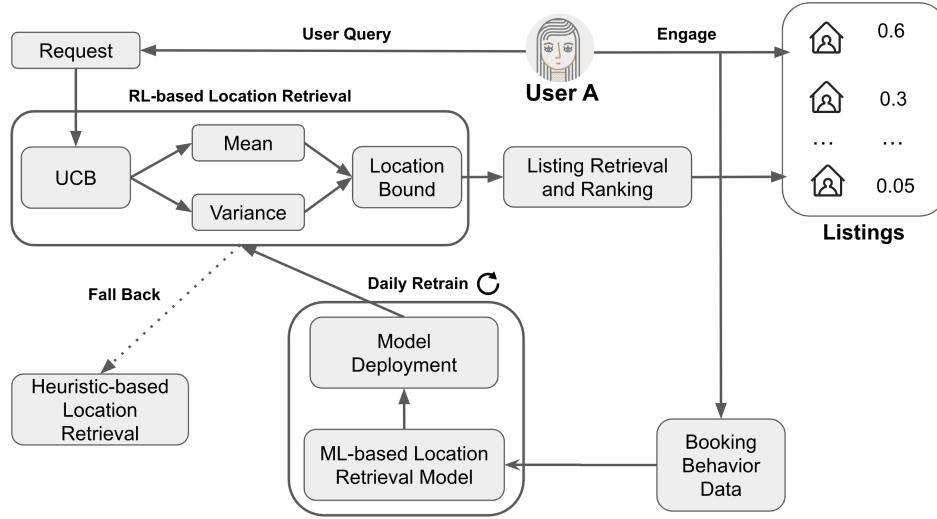 User Query
Engage
Request
User A
0.6
0.3
... ...
0.05
Listings
RL-based Location Retrieval
UCB
Mean
Variance
Location
Bound
Listing Retrieval
and Ranking
Fall Back
Daily Retrain
Model
Deployment
Heuristic-based
Location
Retrieval
ML-based Location
Retrieval Model
Booking
Behavior
Data